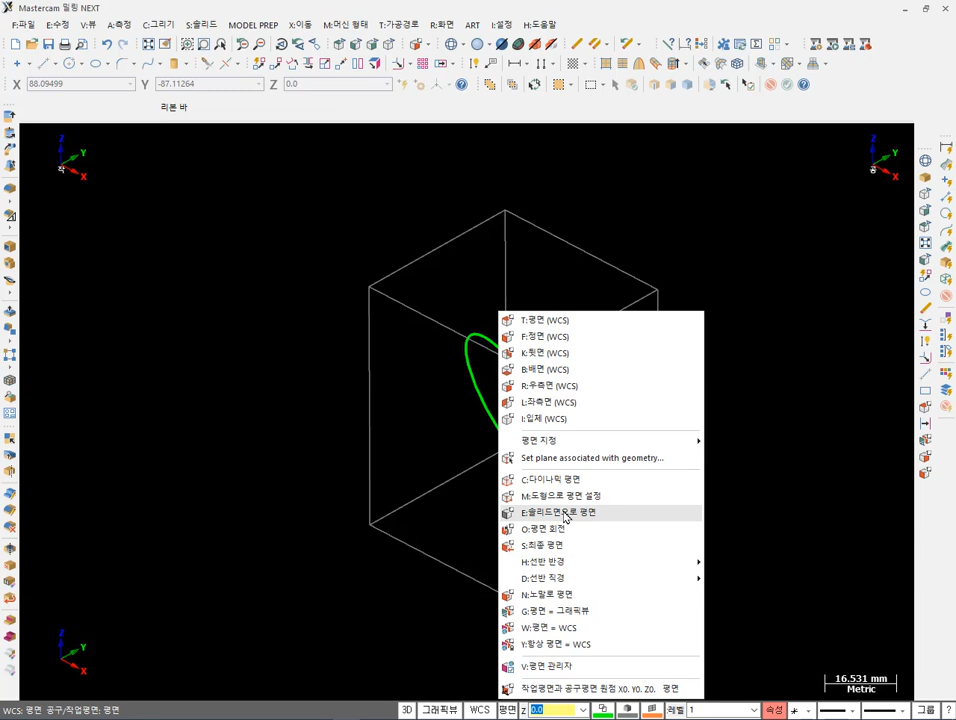 Mastercam 밀링 NEXT
F:파일 E:수정 V:뷰 A:측정 C:그리기 S:솔리드 MODEL PREP X:이동 M:머신 형태 T:가공경로 R:화면 ART I:설정 H:도움말
X 88.09499 Y -87.11264 Z 0.0
리본 바
Z Y X
Z Y X
T:평면 (WCS)
F:정면 (WCS)
K:뒷면 (WCS)
B:배면 (WCS)
R:우측면 (WCS)
L:좌측면 (WCS)
I:입체 (WCS)
평면 지정
Set plane associated with geometry...
C:다이나믹 평면
M:도형으로 평면 설정
E:솔리드면으로 평면
O:평면 회전
S:최종 평면
H:선반 반경
D:선반 직경
N:노말로 평면
G:평면 = 그래픽뷰
W:평면 = WCS
Y:항상 평면 = WCS
V:평면 관리자
작업평면과 공구평면 원점 X0. Y0. Z0. 평면
Z Y X
16.531 mm
Metric
WCS: 평면 공구/작업평면: 평면 3D 그래픽뷰 WCS 평면 Z 0.0 레벨 1 속성 그룹 ?